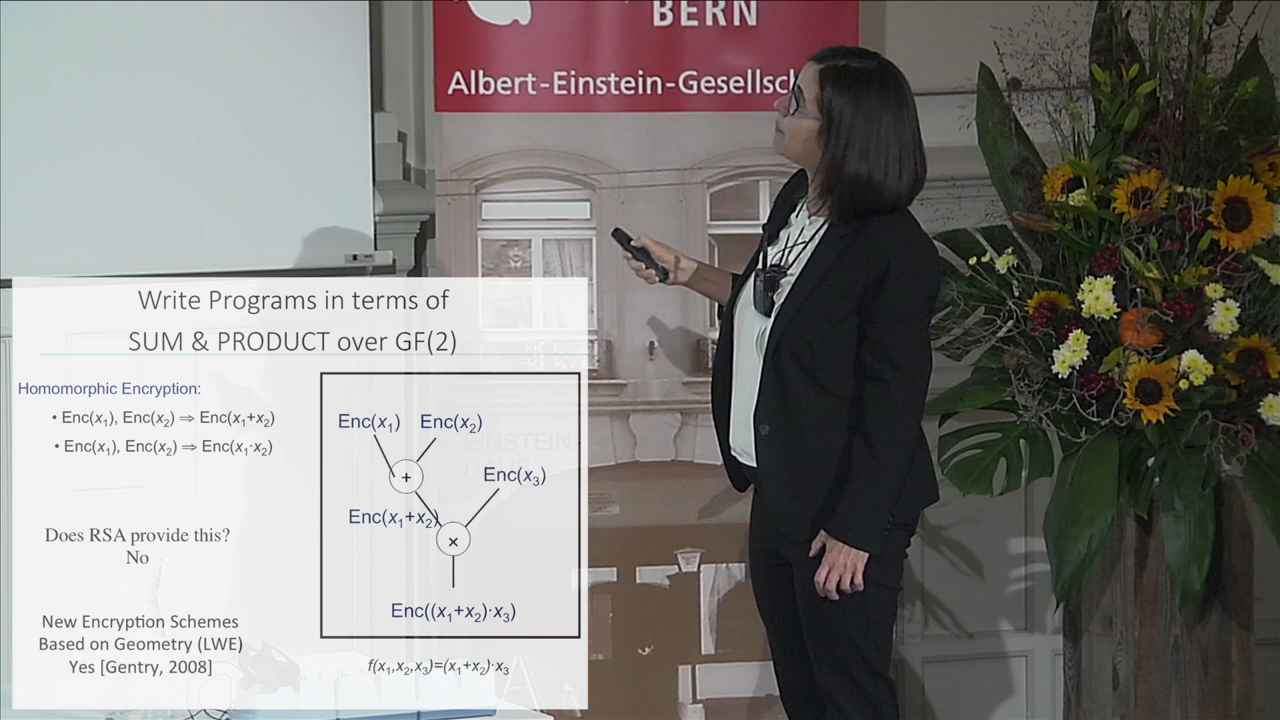 BERN
Albert-Einstein-Gesellsc
Write Programs in terms of
SUM & PRODUCT over GF(2)
Homomorphic Encryption:
• Enc(x₁), Enc(x₂) ⇒ Enc(x₁+x₂)
• Enc(x₁), Enc(x₂) ⇒ Enc(x₁·x₂)
Does RSA provide this?
No
New Encryption Schemes
Based on Geometry (LWE)
Yes [Gentry, 2008]
Enc(x₁) Enc(x₂)
+
Enc(x₃)
Enc(x₁+x₂)
×
Enc((x₁+x₂)·x₃)
f(x₁,x₂,x₃)=(x₁+x₂)·x₃
EINSTEIN-